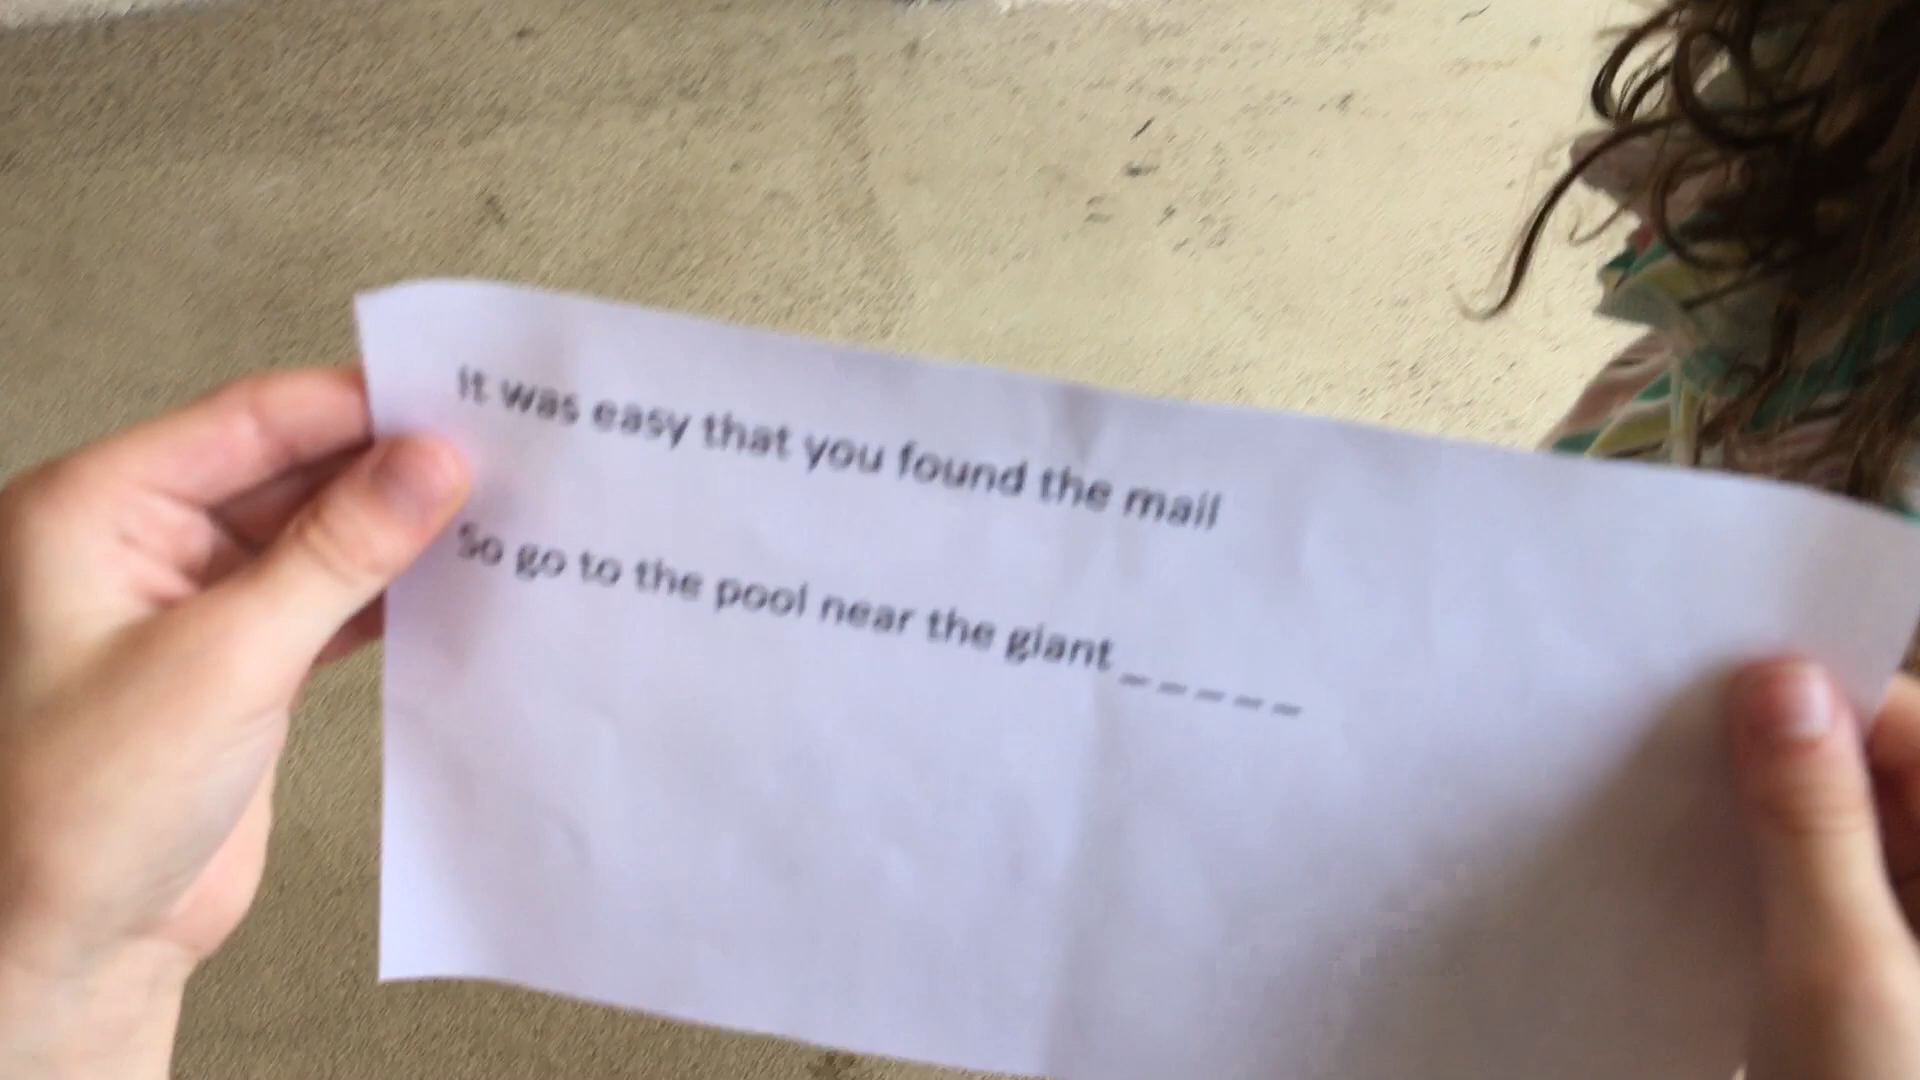 It was easy that you found the mail
So go to the pool near the giant _ _ _ _ _